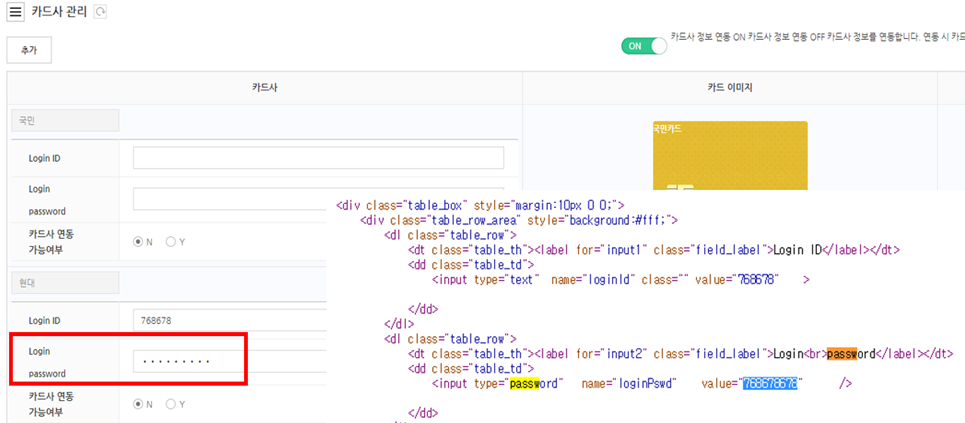 카드사 관리
추가
ON
카드사 정보 연동 ON 카드사 정보 연동 OFF 카드사 정보를 연동합니다. 연동 시 카드
카드사
카드 이미지
국민
Login ID
Login
password
카드사 연동
가능여부
N
Y
국민카드
현대
Login ID
768678
Login
password
•••••••••
카드사 연동
가능여부
N
Y
<div class="table_box" style="margin:10px 0 0;">
<div class="table_row_area" style="background:#fff;">
<dl class="table_row">
<dt class="table_th"><label for="input1" class="field_label">Login ID</label></dt>
<dd class="table_td">
<input type="text" name="loginId" class="" value="768678" >
</dd>
</dl>
<dl class="table_row">
<dt class="table_th"><label for="input2" class="field_label">Login<br>password</label></dt>
<dd class="table_td">
<input type="password" name="loginPswd" value="768678678" />
</dd>